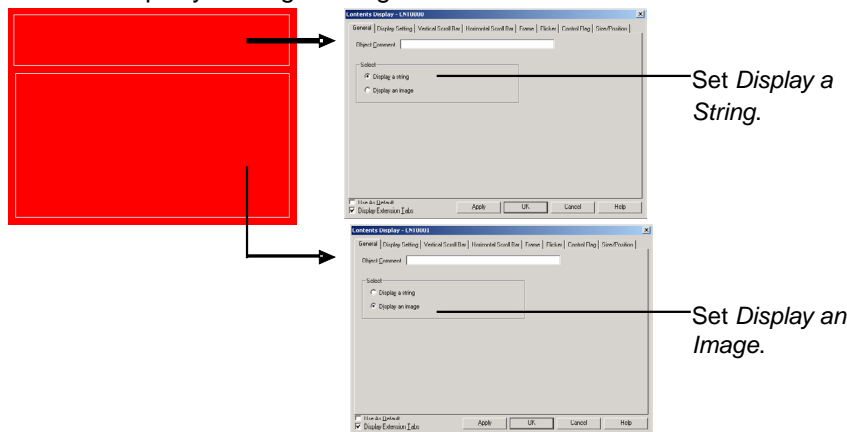 Contents Display - CNT0000
General Display Setting Vertical Scroll Bar Horizontal Scroll Bar Frame Flicker Control Flag Size/Position
Object Comment
Select
Display a string
Display an image
Use As Default
Display Extension Tabs
Apply OK Cancel Help
Set Display a
String.
Contents Display - CNT0001
General Display Setting Vertical Scroll Bar Horizontal Scroll Bar Frame Flicker Control Flag Size/Position
Object Comment
Select
Display a string
Display an image
Use As Default
Display Extension Tabs
Apply OK Cancel Help
Set Display an
Image.